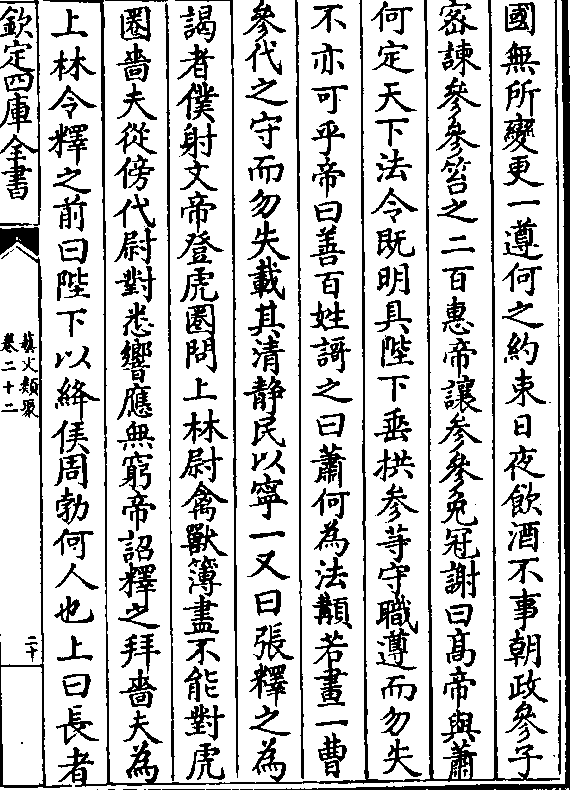 國無所變更一遵何之約束日夜飲酒不事朝政參子
密諫參參笞之二百惠帝讓參參免冠謝曰髙帝與蕭
何定天下法令既明具陛下垂拱參等守職遵而勿失
不亦可乎帝曰善百姓謌之曰蕭何為法顜若畫一曹
參代之守而勿失載其清靜民以寧一又曰張釋之為
謁者僕射文帝登虎圈問上林尉禽獸簿盡不能對虎
圈嗇夫從傍代尉對悉響應無窮帝詔釋之拜嗇夫為
上林令釋之前曰陛下以絳侯周勃何人也上曰長者
欽定四庫全書
藝文類聚
卷二十二
二十